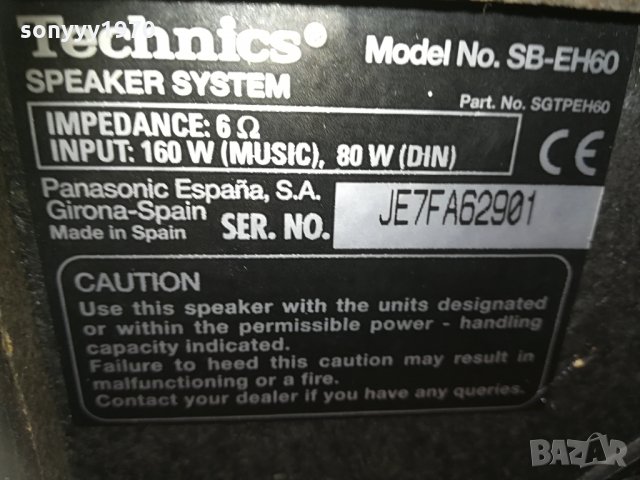 sonyyy1970
Technics®
Model No. SB-EH60
SPEAKER SYSTEM
Part. No. SGTPEH60
IMPEDANCE: 6 Ω
INPUT: 160 W (MUSIC), 80 W (DIN)
CE
Panasonic España, S.A.
Girona-Spain
Made in Spain
SER. NO.
JE7FA62901
CAUTION
Use this speaker with the units designated
or within the permissible power - handling
capacity indicated.
Failure to heed this caution may result in
malfunctioning or a fire.
Contact your dealer if you have any queries.
BAZAR